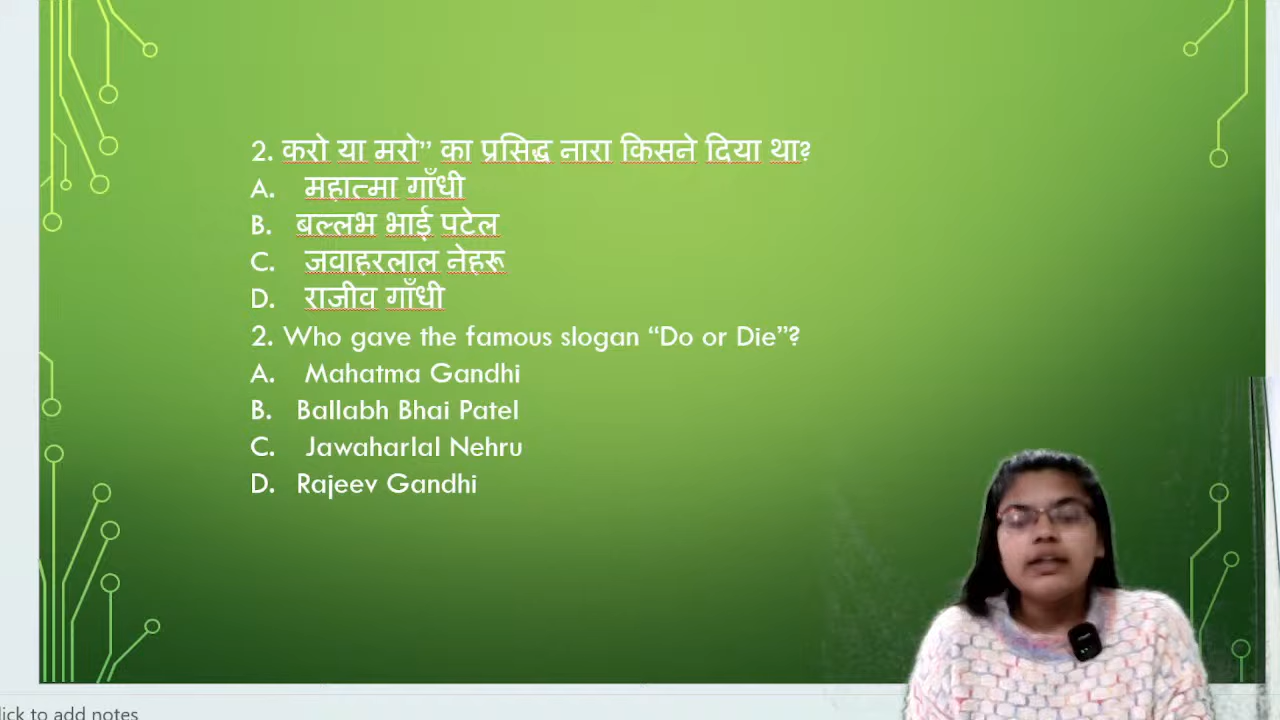 2. करो या मरो” का प्रसिद्ध नारा किसने दिया था?
A. महात्मा गाँधी
B. बल्लभ भाई पटेल
C. जवाहरलाल नेहरू
D. राजीव गाँधी
2. Who gave the famous slogan “Do or Die”?
A. Mahatma Gandhi
B. Ballabh Bhai Patel
C. Jawaharlal Nehru
D. Rajeev Gandhi
lick to add notes